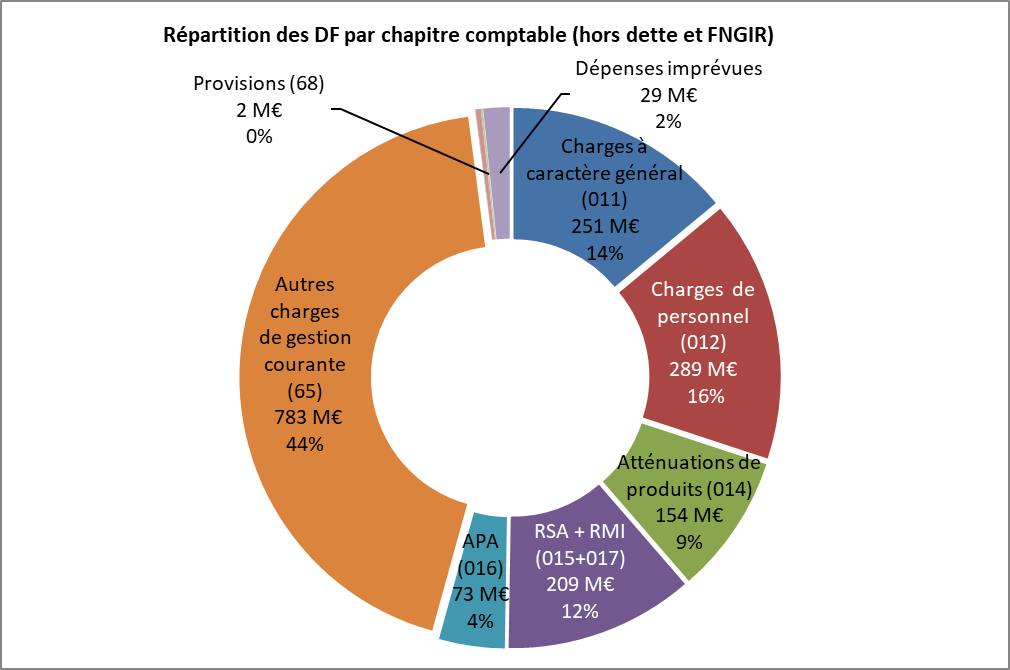 Répartition des DF par chapitre comptable (hors dette et FNGIR)
Provisions (68)
2 M€
0%
Dépenses imprévues
29 M€
2%
Charges à
caractère général
(011)
251 M€
14%
Charges de
personnel
(012)
289 M€
16%
Atténuations de
produits (014)
154 M€
9%
RSA + RMI
(015+017)
209 M€
12%
APA
(016)
73 M€
4%
Autres
charges
de gestion
courante
(65)
783 M€
44%